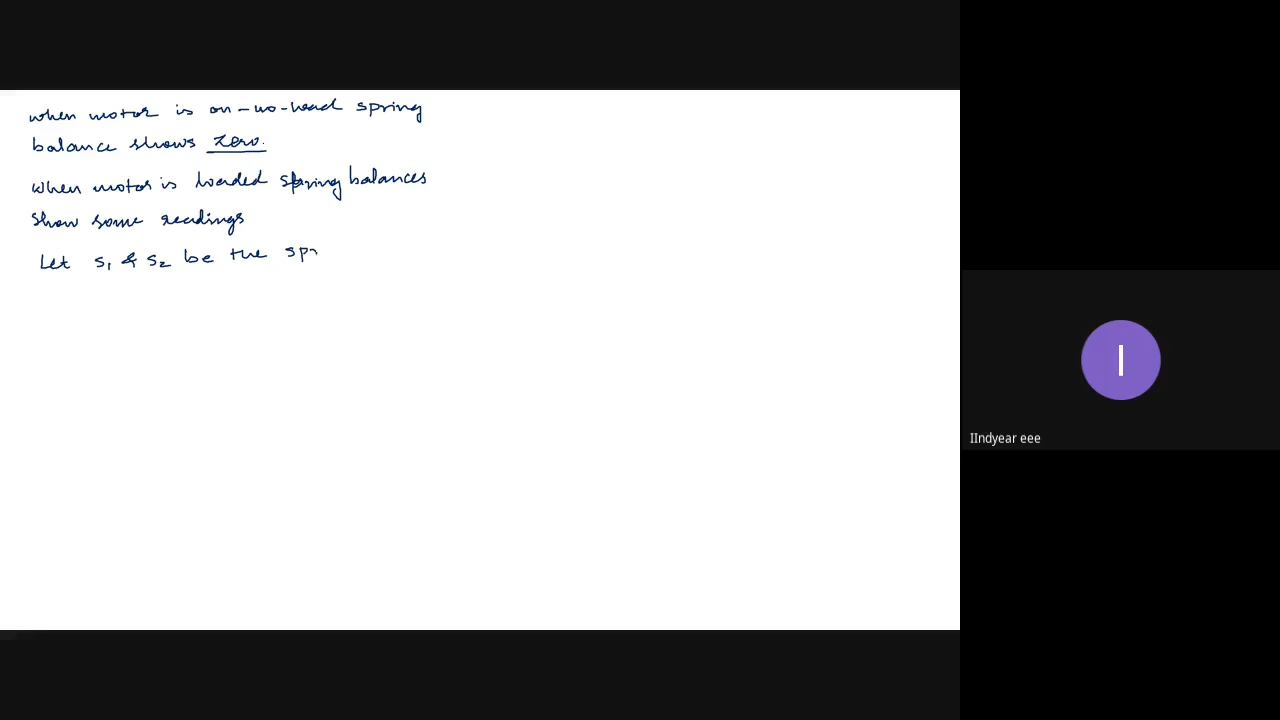 when motor is on-no-load spring
balance shows zero.
when motor is loaded spring balances
show some readings
Let s₁ & s₂ be the spr
I
IIndyear eee